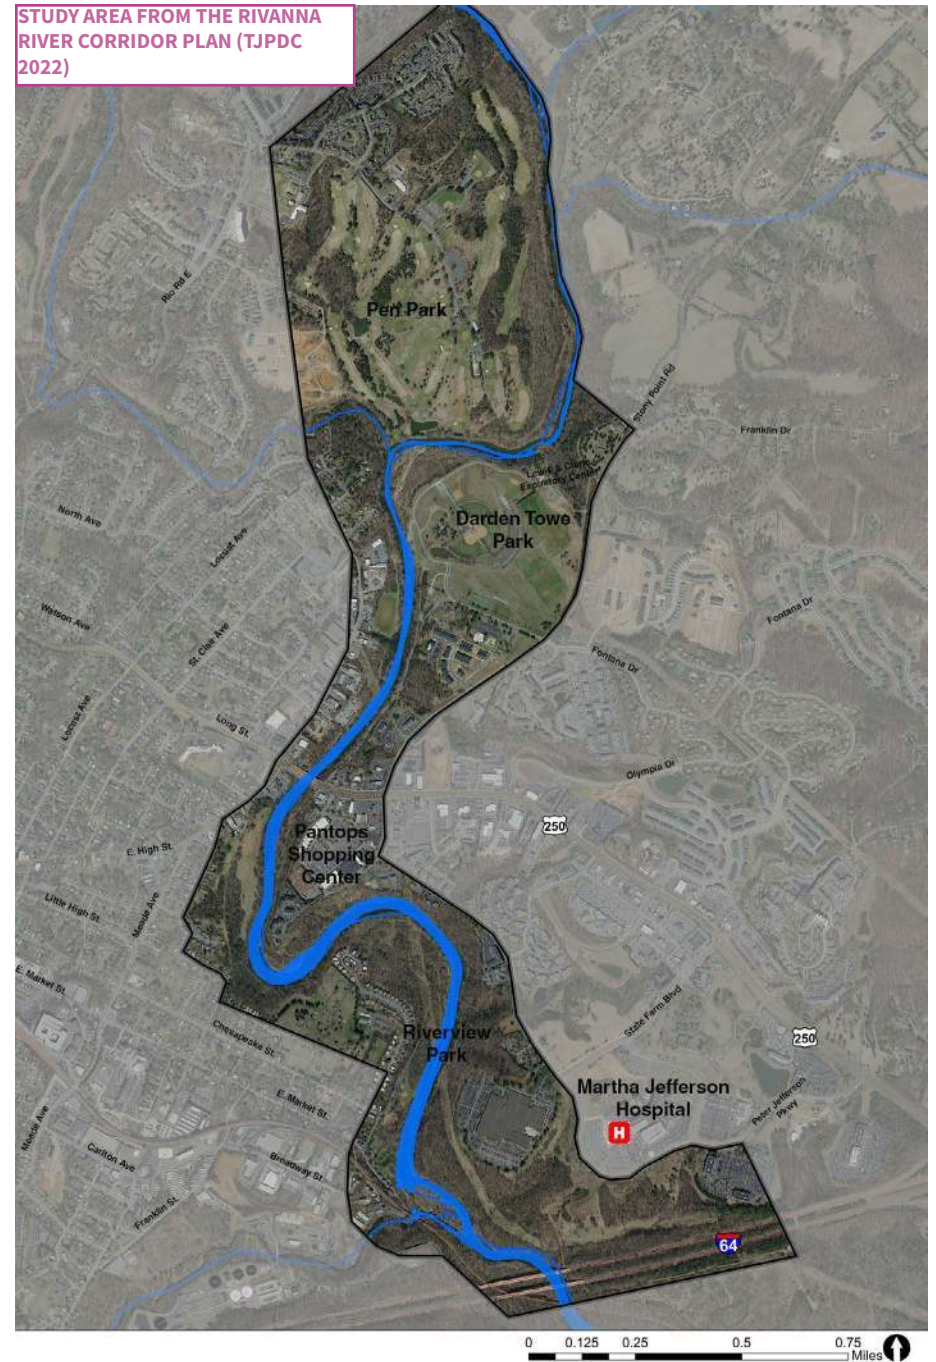 STUDY AREA FROM THE RIVANNA
RIVER CORRIDOR PLAN (TJPDC
2022)
Rio Rd E
Pen Park
Stony Point Rd
Franklin Dr
Lewis & Clark
Exploritory Center
North Ave
Locust Ave
Darden Towe
Park
Watson Ave
St. Clair Ave
Fontana Dr
Fontana Dr
Locust Ave
Long St.
Olympia Dr
250
Pantops
Shopping
Center
E. High St.
Little High St.
Meade Ave
E. Market St.
State Farm Blvd
Chesapeake St.
Riverview
Park
250
Martha Jefferson
Hospital
H
Peter Jefferson
Pkwy
E. Market St.
Meade Ave
Carlton Ave
Broadway St.
Franklin St.
64
0 0.125 0.25 0.5 0.75
Miles